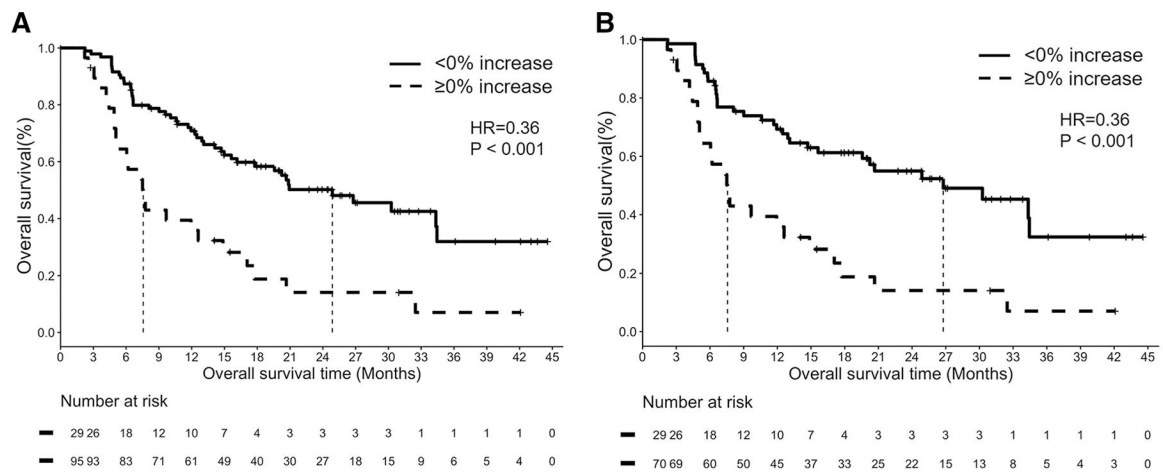 A
1.0
0.8
0.6
0.4
0.2
0.0
Overall survival(%)
<0% increase
≥0% increase
HR=0.36
P < 0.001
0 3 6 9 12 15 18 21 24 27 30 33 36 39 42 45
Overall survival time (Months)
Number at risk
29 26 18 12 10 7 4 3 3 3 3 1 1 1 1 0
95 93 83 71 61 49 40 30 27 18 15 9 6 5 4 0
B
1.0
0.8
0.6
0.4
0.2
0.0
Overall survival(%)
<0% increase
≥0% increase
HR=0.36
P < 0.001
0 3 6 9 12 15 18 21 24 27 30 33 36 39 42 45
Overall survival time (Months)
Number at risk
29 26 18 12 10 7 4 3 3 3 3 1 1 1 1 0
70 69 60 50 45 37 33 25 22 15 13 8 5 4 3 0